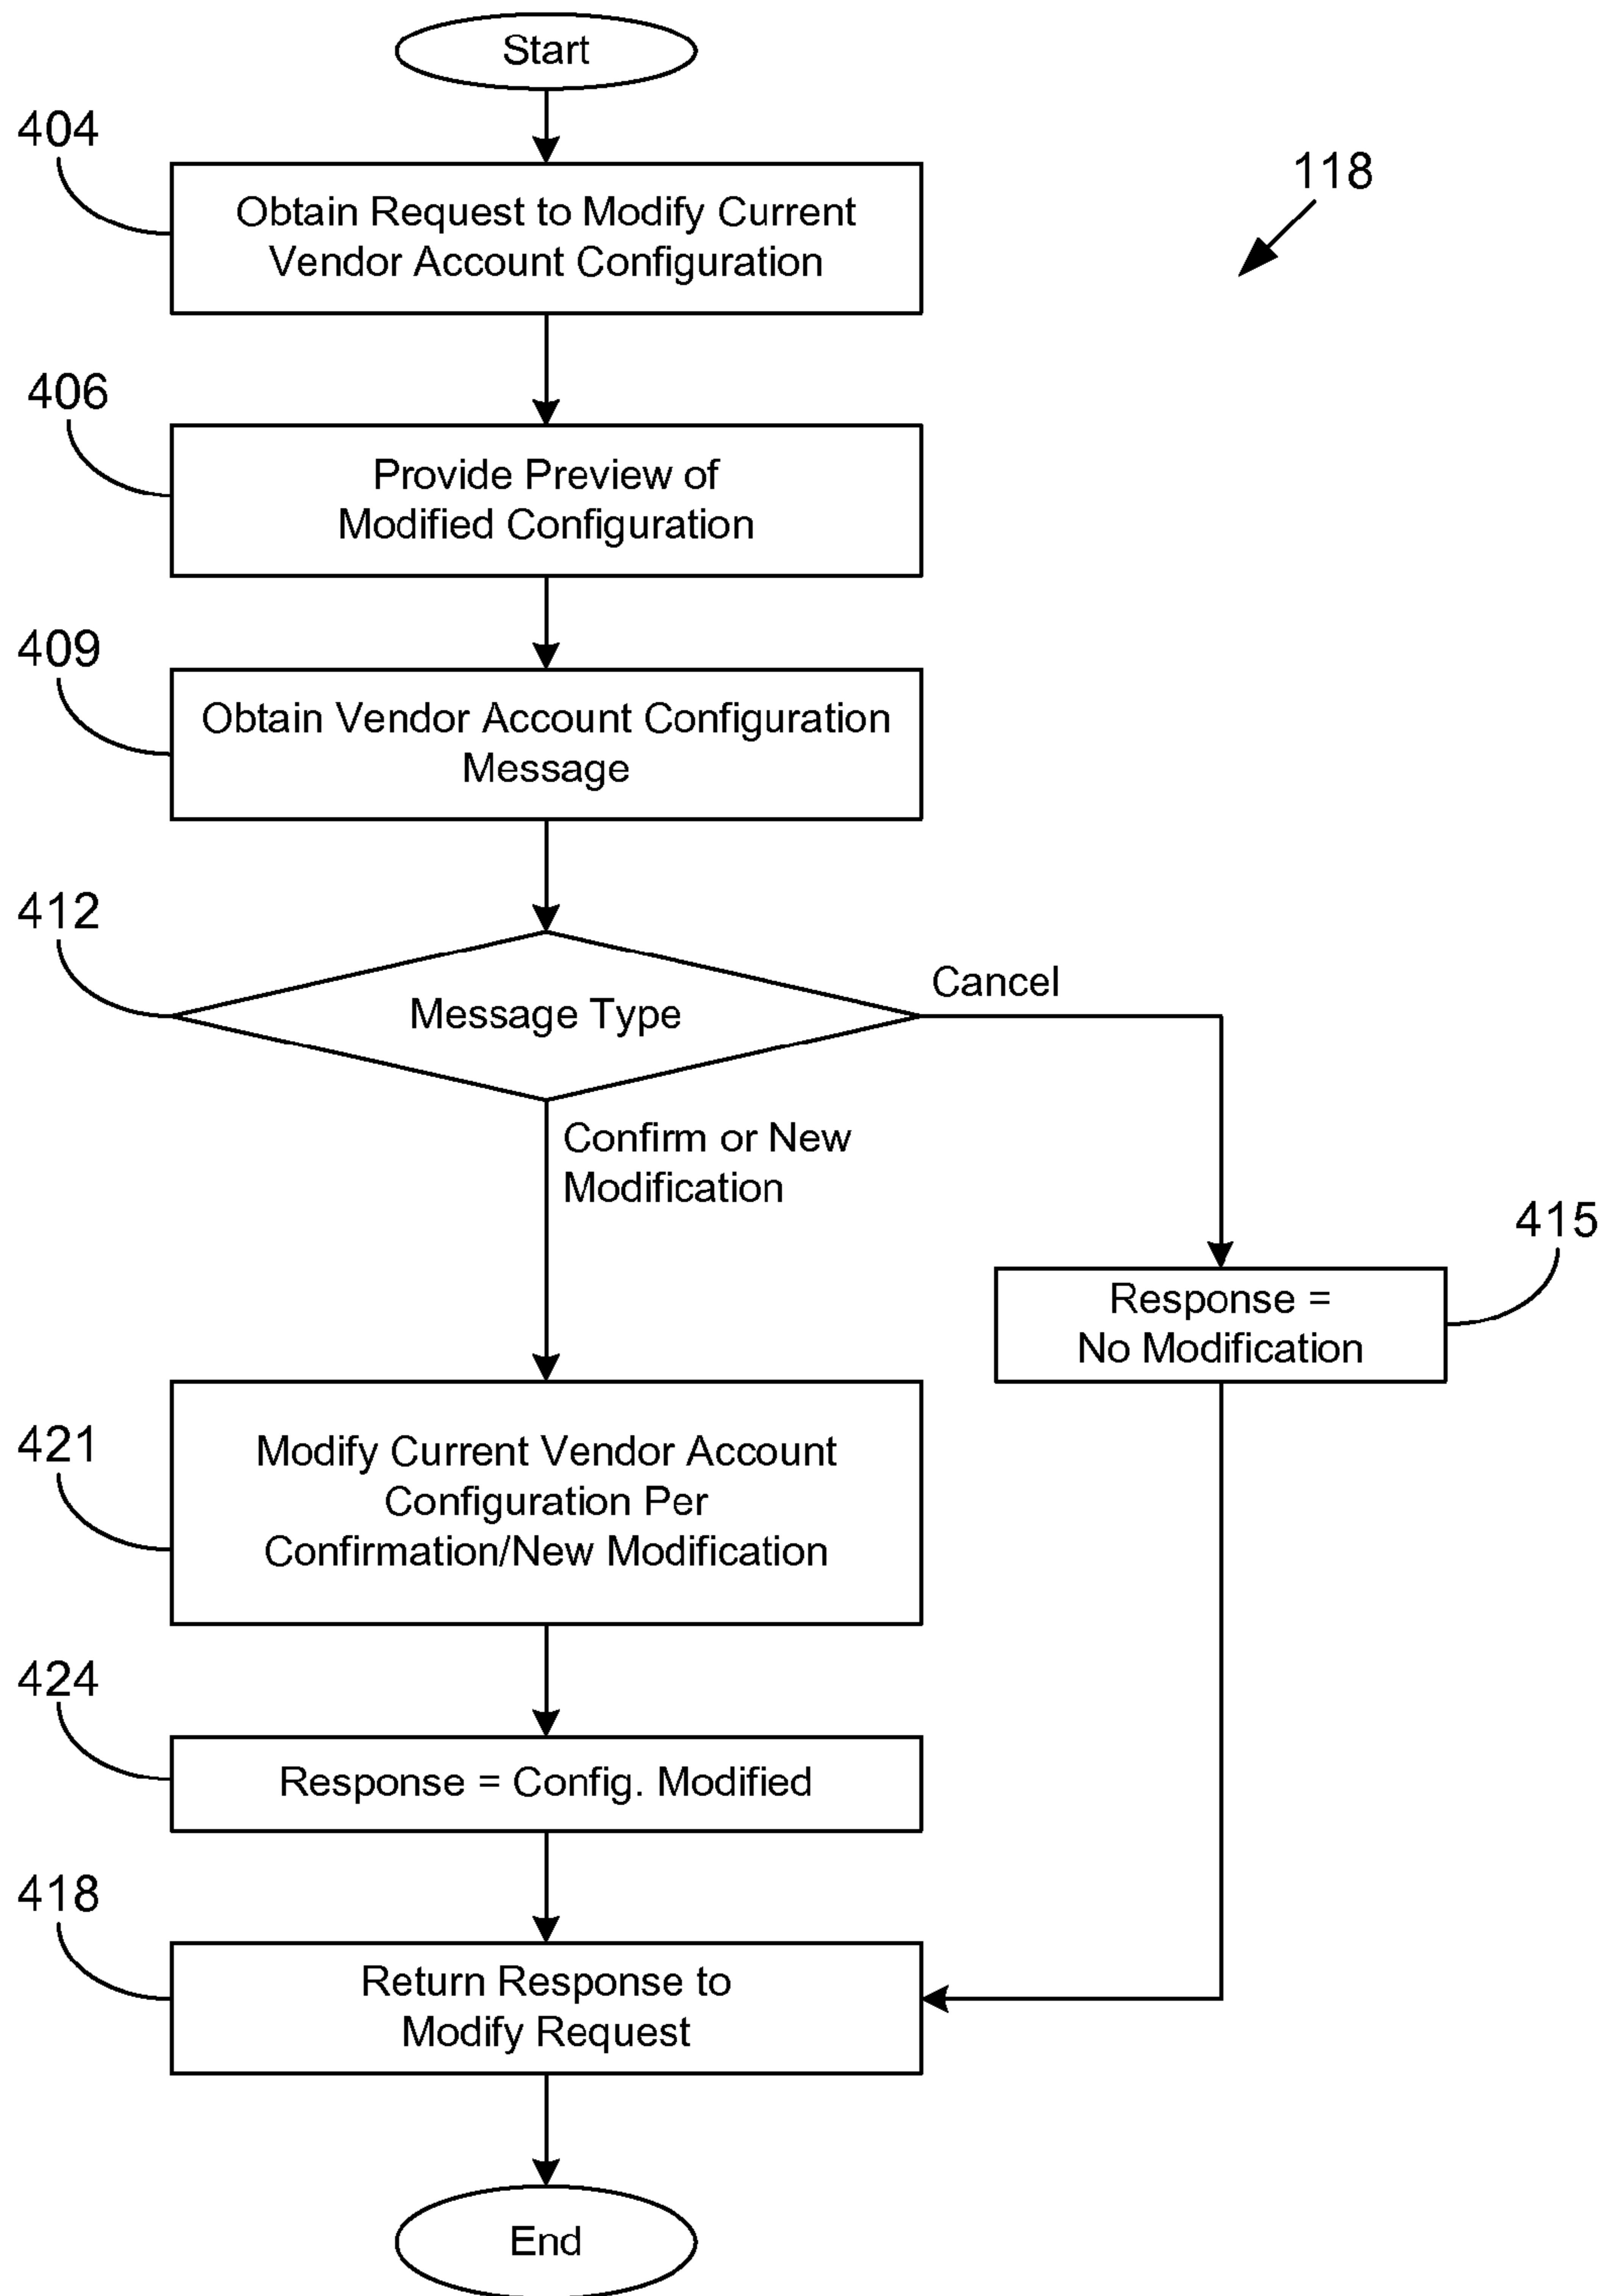 Start
404
118
Obtain Request to Modify Current
Vendor Account Configuration
406
Provide Preview of
Modified Configuration
409
Obtain Vendor Account Configuration
Message
412
Cancel
Message Type
Confirm or New
Modification
415
Response =
No Modification
421
Modify Current Vendor Account
Configuration Per
Confirmation/New Modification
424
Response = Config. Modified
418
Return Response to
Modify Request
End